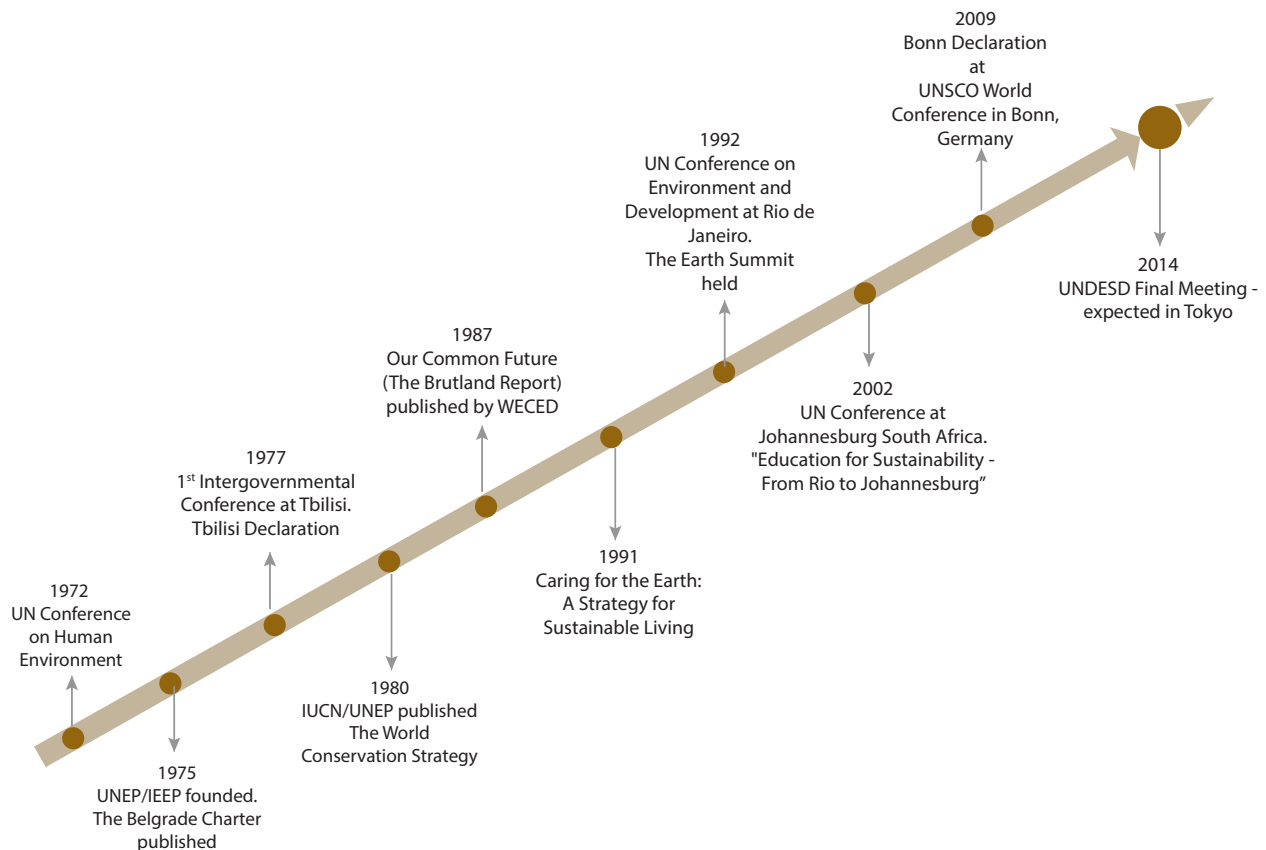 1972
UN Conference
on Human
Environment
1975
UNEP/IEEP founded.
The Belgrade Charter
published
1977
1st Intergovernmental
Conference at Tbilisi.
Tbilisi Declaration
1980
IUCN/UNEP published
The World
Conservation Strategy
1987
Our Common Future
(The Brutland Report)
published by WECED
1991
Caring for the Earth:
A Strategy for
Sustainable Living
1992
UN Conference on
Environment and
Development at Rio de
Janeiro.
The Earth Summit
held
2002
UN Conference at
Johannesburg South Africa.
"Education for Sustainability -
From Rio to Johannesburg”
2009
Bonn Declaration
at
UNSCO World
Conference in Bonn,
Germany
2014
UNDESD Final Meeting -
expected in Tokyo